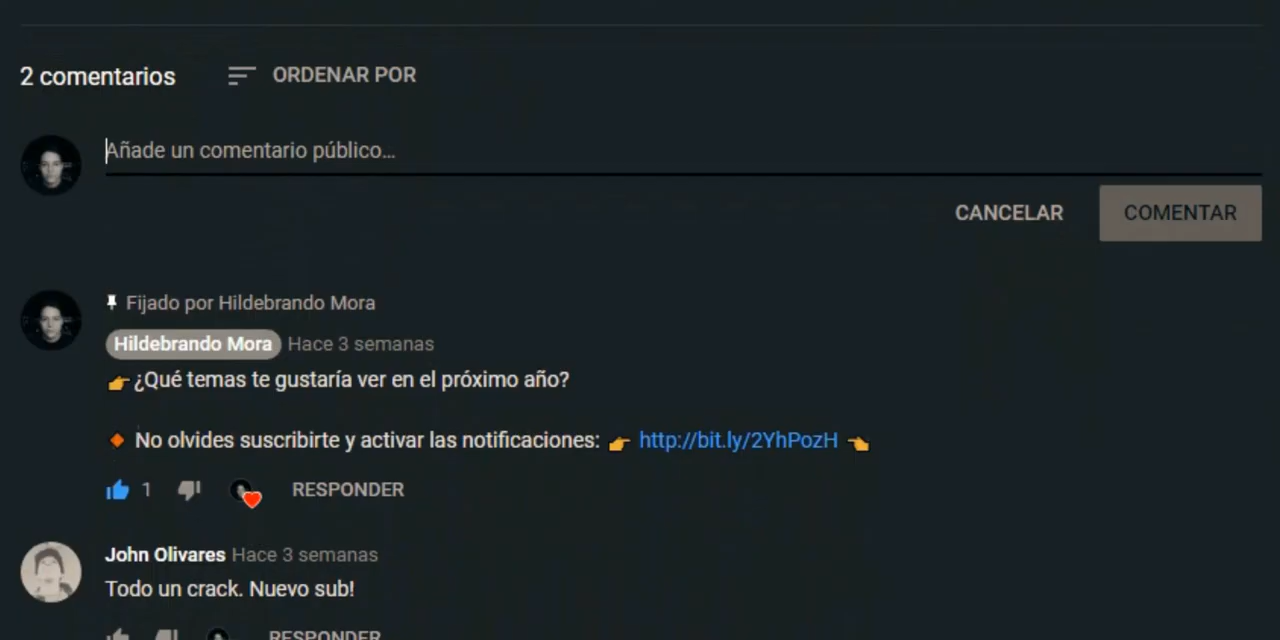 2 comentarios ORDENAR POR
Añade un comentario público...
CANCELAR COMENTAR
Fijado por Hildebrando Mora
Hildebrando Mora Hace 3 semanas
👉 ¿Qué temas te gustaría ver en el próximo año?
🔸 No olvides suscribirte y activar las notificaciones: 👉 http://bit.ly/2YhPozH 👈
1 RESPONDER
John Olivares Hace 3 semanas
Todo un crack. Nuevo sub!
RESPONDER